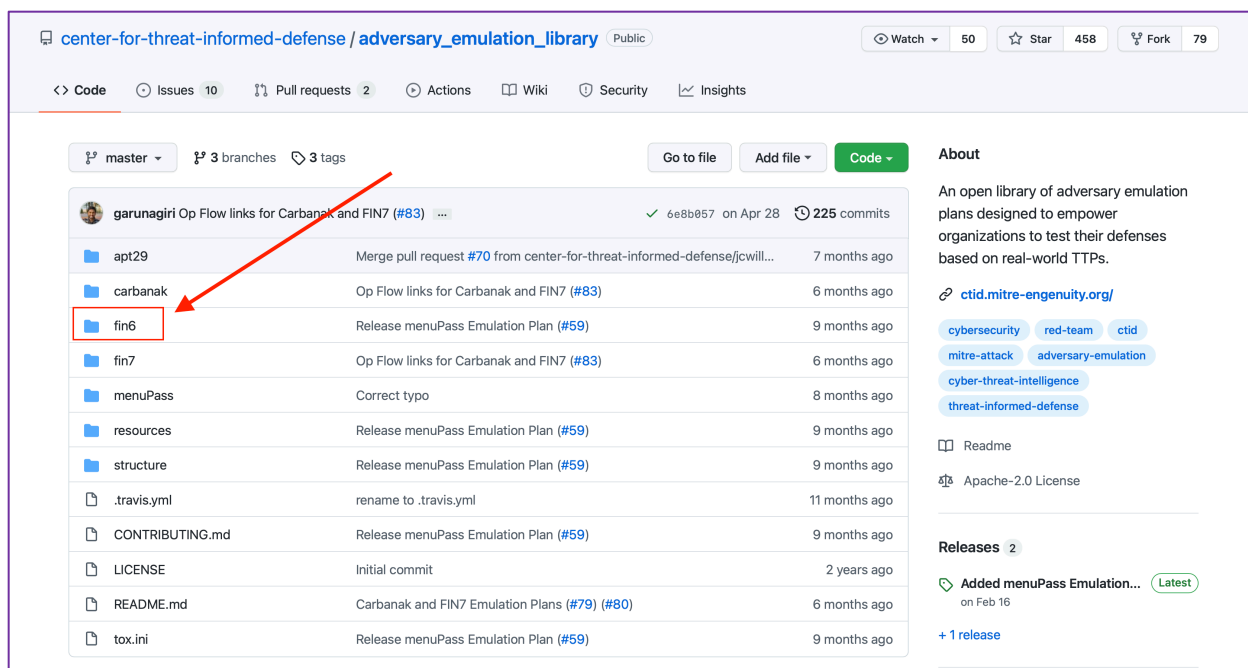 center-for-threat-informed-defense / adversary_emulation_library Public
Watch 50 Star 458 Fork 79
Code Issues 10 Pull requests 2 Actions Wiki Security Insights
master 3 branches 3 tags Go to file Add file Code
garunagiri Op Flow links for Carbanak and FIN7 (#83) ... 6e8b057 on Apr 28 225 commits
apt29 Merge pull request #70 from center-for-threat-informed-defense/jcwill... 7 months ago
carbanak Op Flow links for Carbanak and FIN7 (#83) 6 months ago
fin6 Release menuPass Emulation Plan (#59) 9 months ago
fin7 Op Flow links for Carbanak and FIN7 (#83) 6 months ago
menuPass Correct typo 8 months ago
resources Release menuPass Emulation Plan (#59) 9 months ago
structure Release menuPass Emulation Plan (#59) 9 months ago
.travis.yml rename to .travis.yml 11 months ago
CONTRIBUTING.md Release menuPass Emulation Plan (#59) 9 months ago
LICENSE Initial commit 2 years ago
README.md Carbanak and FIN7 Emulation Plans (#79) (#80) 6 months ago
tox.ini Release menuPass Emulation Plan (#59) 9 months ago
About
An open library of adversary emulation
plans designed to empower
organizations to test their defenses
based on real-world TTPs.
ctid.mitre-engenuity.org/
cybersecurity red-team ctid
mitre-attack adversary-emulation
cyber-threat-intelligence
threat-informed-defense
Readme
Apache-2.0 License
Releases 2
Added menuPass Emulation... Latest
on Feb 16
+ 1 release